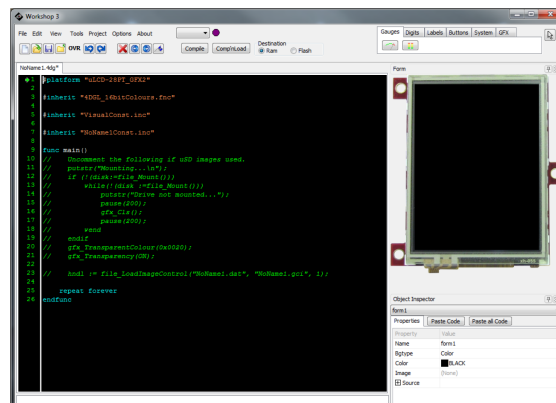 Workshop 3
File Edit View Tools Project Options About
OVR
Compile
Comp'nLoad
Destination
Ram
Flash
Gauges Digits Labels Buttons System GFX
NoName1.4dg*
1 #platform "uLCD-28PT_GFX2"
2
3 #inherit "4DGL_16bitColours.fnc"
4
5 #inherit "VisualConst.inc"
6
7 #inherit "NoName1Const.inc"
8
9 func main()
10 // Uncomment the following if uSD images used.
11 // putstr("Mounting...\n");
12 // if (!(disk:=file_Mount()))
13 // while(!(disk :=file_Mount()))
14 // putstr("Drive not mounted...");
15 // pause(200);
16 // gfx_Cls();
17 // pause(200);
18 // wend
19 // endif
20 // gfx_TransparentColour(0x0020);
21 // gfx_Transparency(ON);
22
23 // hndl := file_LoadImageControl("NoName1.dat", "NoName1.gci", 1);
24
25 repeat forever
26 endfunc
Form
Object Inspector
form1
Properties Paste Code Paste all Code
Property Value
Name form1
Bgtype Color
Color BLACK
Image (None)
Source